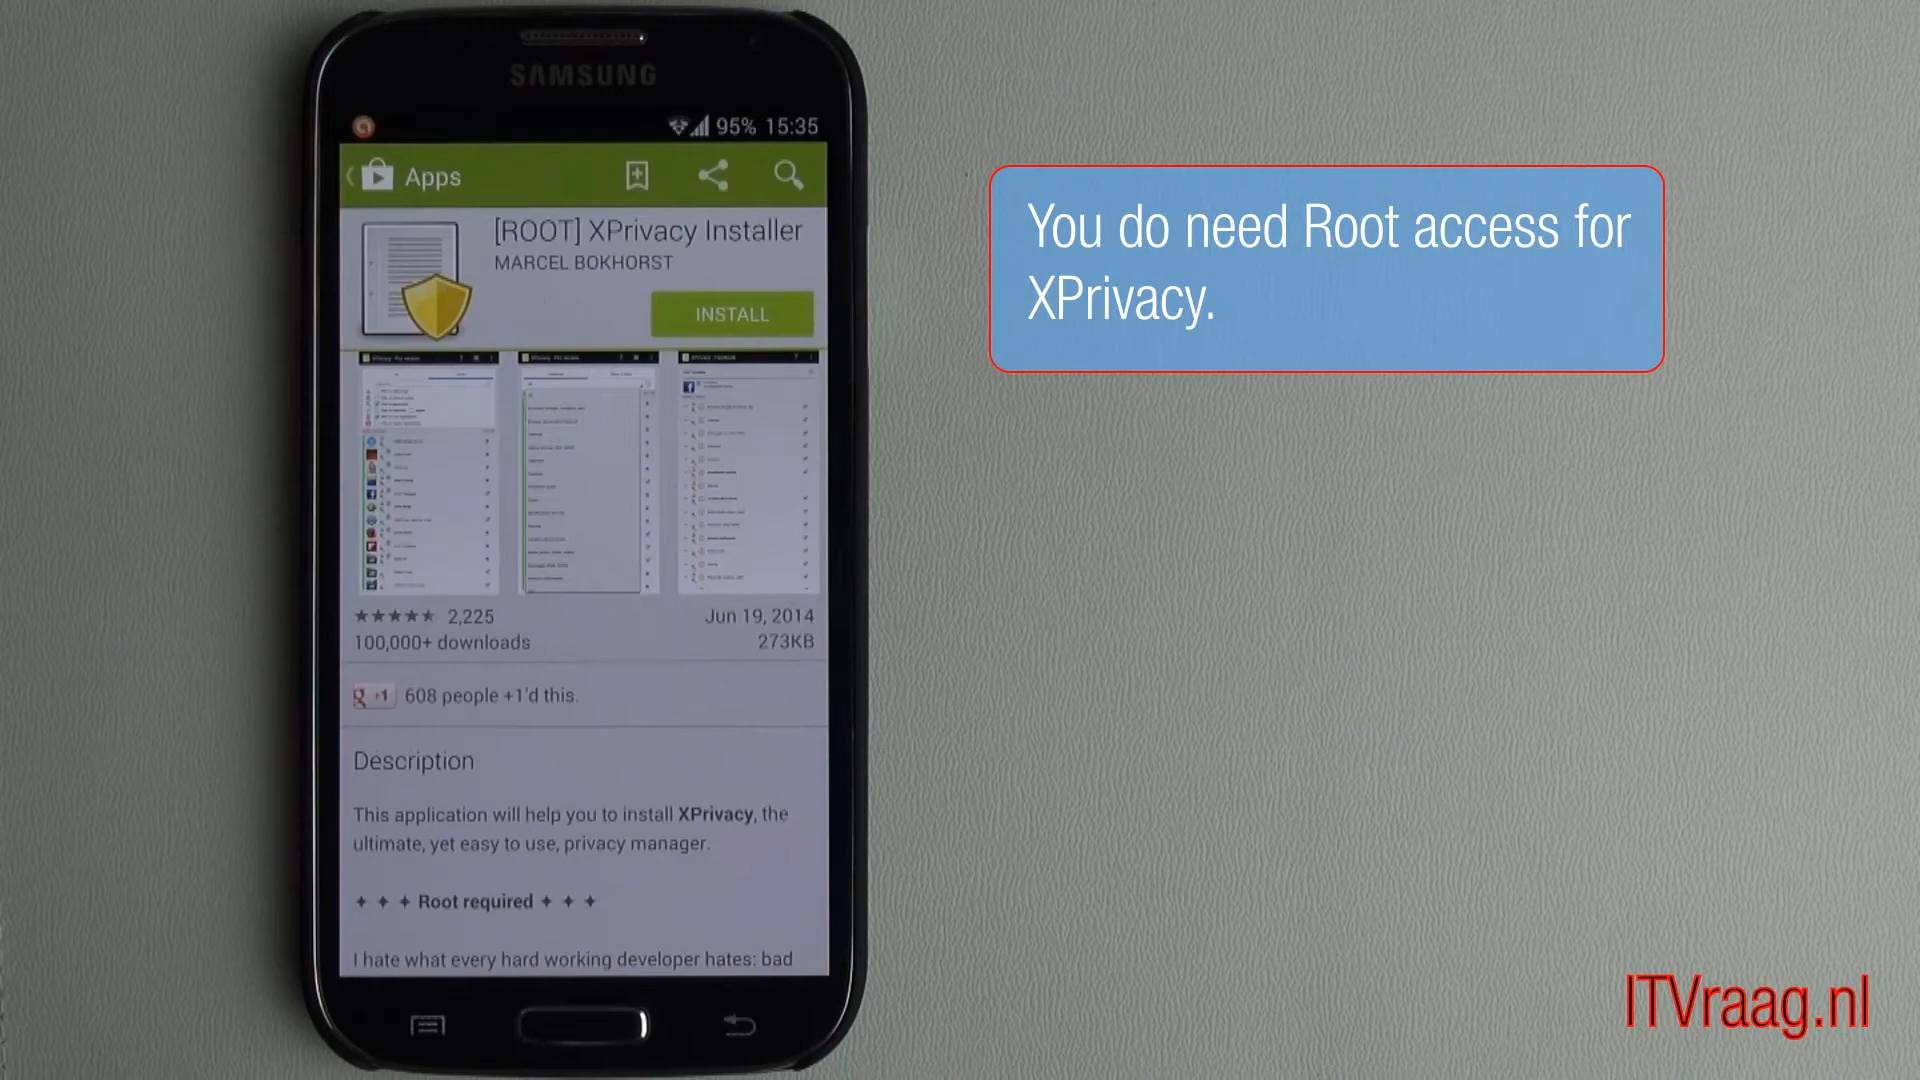 SAMSUNG
95% 15:35
Apps
[ROOT] XPrivacy Installer
MARCEL BOKHORST
INSTALL
2,225
Jun 19, 2014
100,000+ downloads
273KB
g +1 608 people +1'd this.
Description
This application will help you to install XPrivacy, the
ultimate, yet easy to use, privacy manager.
✦ ✦ ✦ Root required ✦ ✦ ✦
I hate what every hard working developer hates: bad
You do need Root access for
XPrivacy.
ITVraag.nl